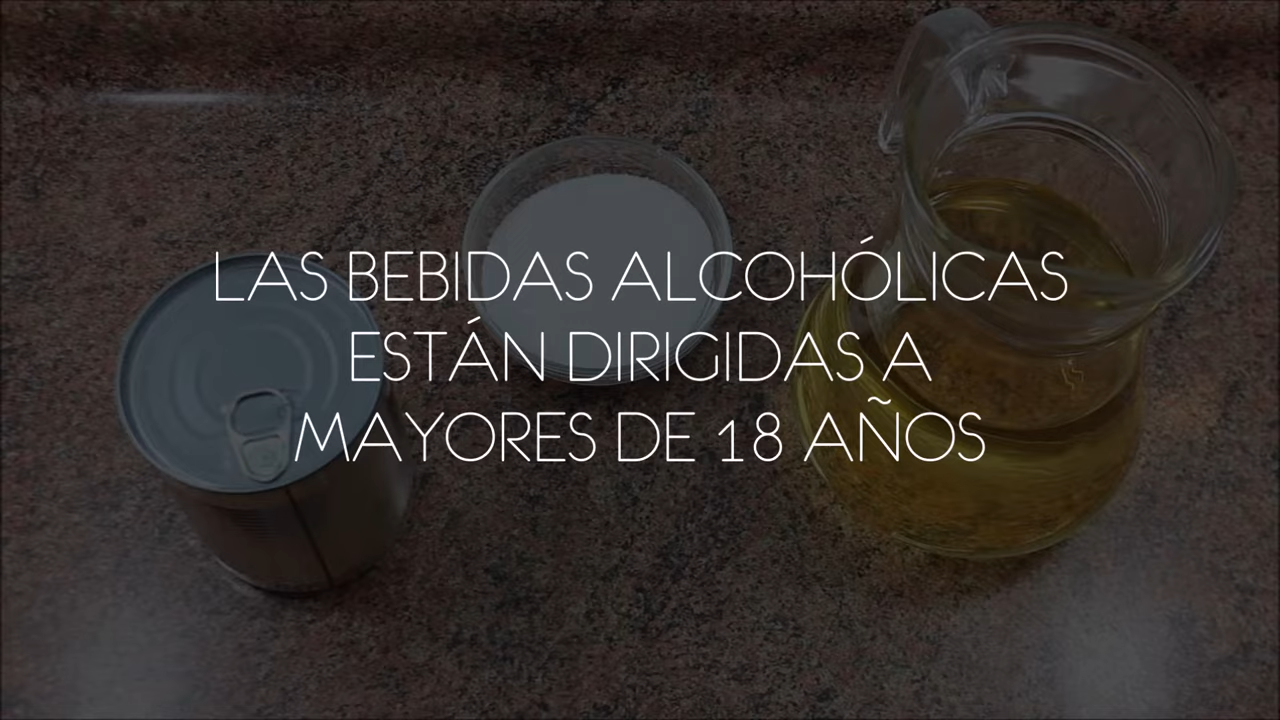 LAS BEBIDAS ALCOHÓLICAS
ESTÁN DIRIGIDAS A
MAYORES DE 18 AÑOS